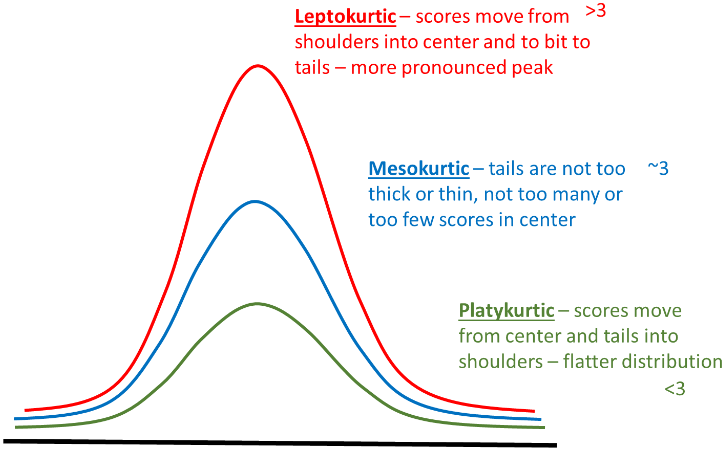 Leptokurtic – scores move from >3
shoulders into center and to bit to
tails – more pronounced peak
Mesokurtic – tails are not too ~3
thick or thin, not too many or
too few scores in center
Platykurtic – scores move
from center and tails into
shoulders – flatter distribution
<3